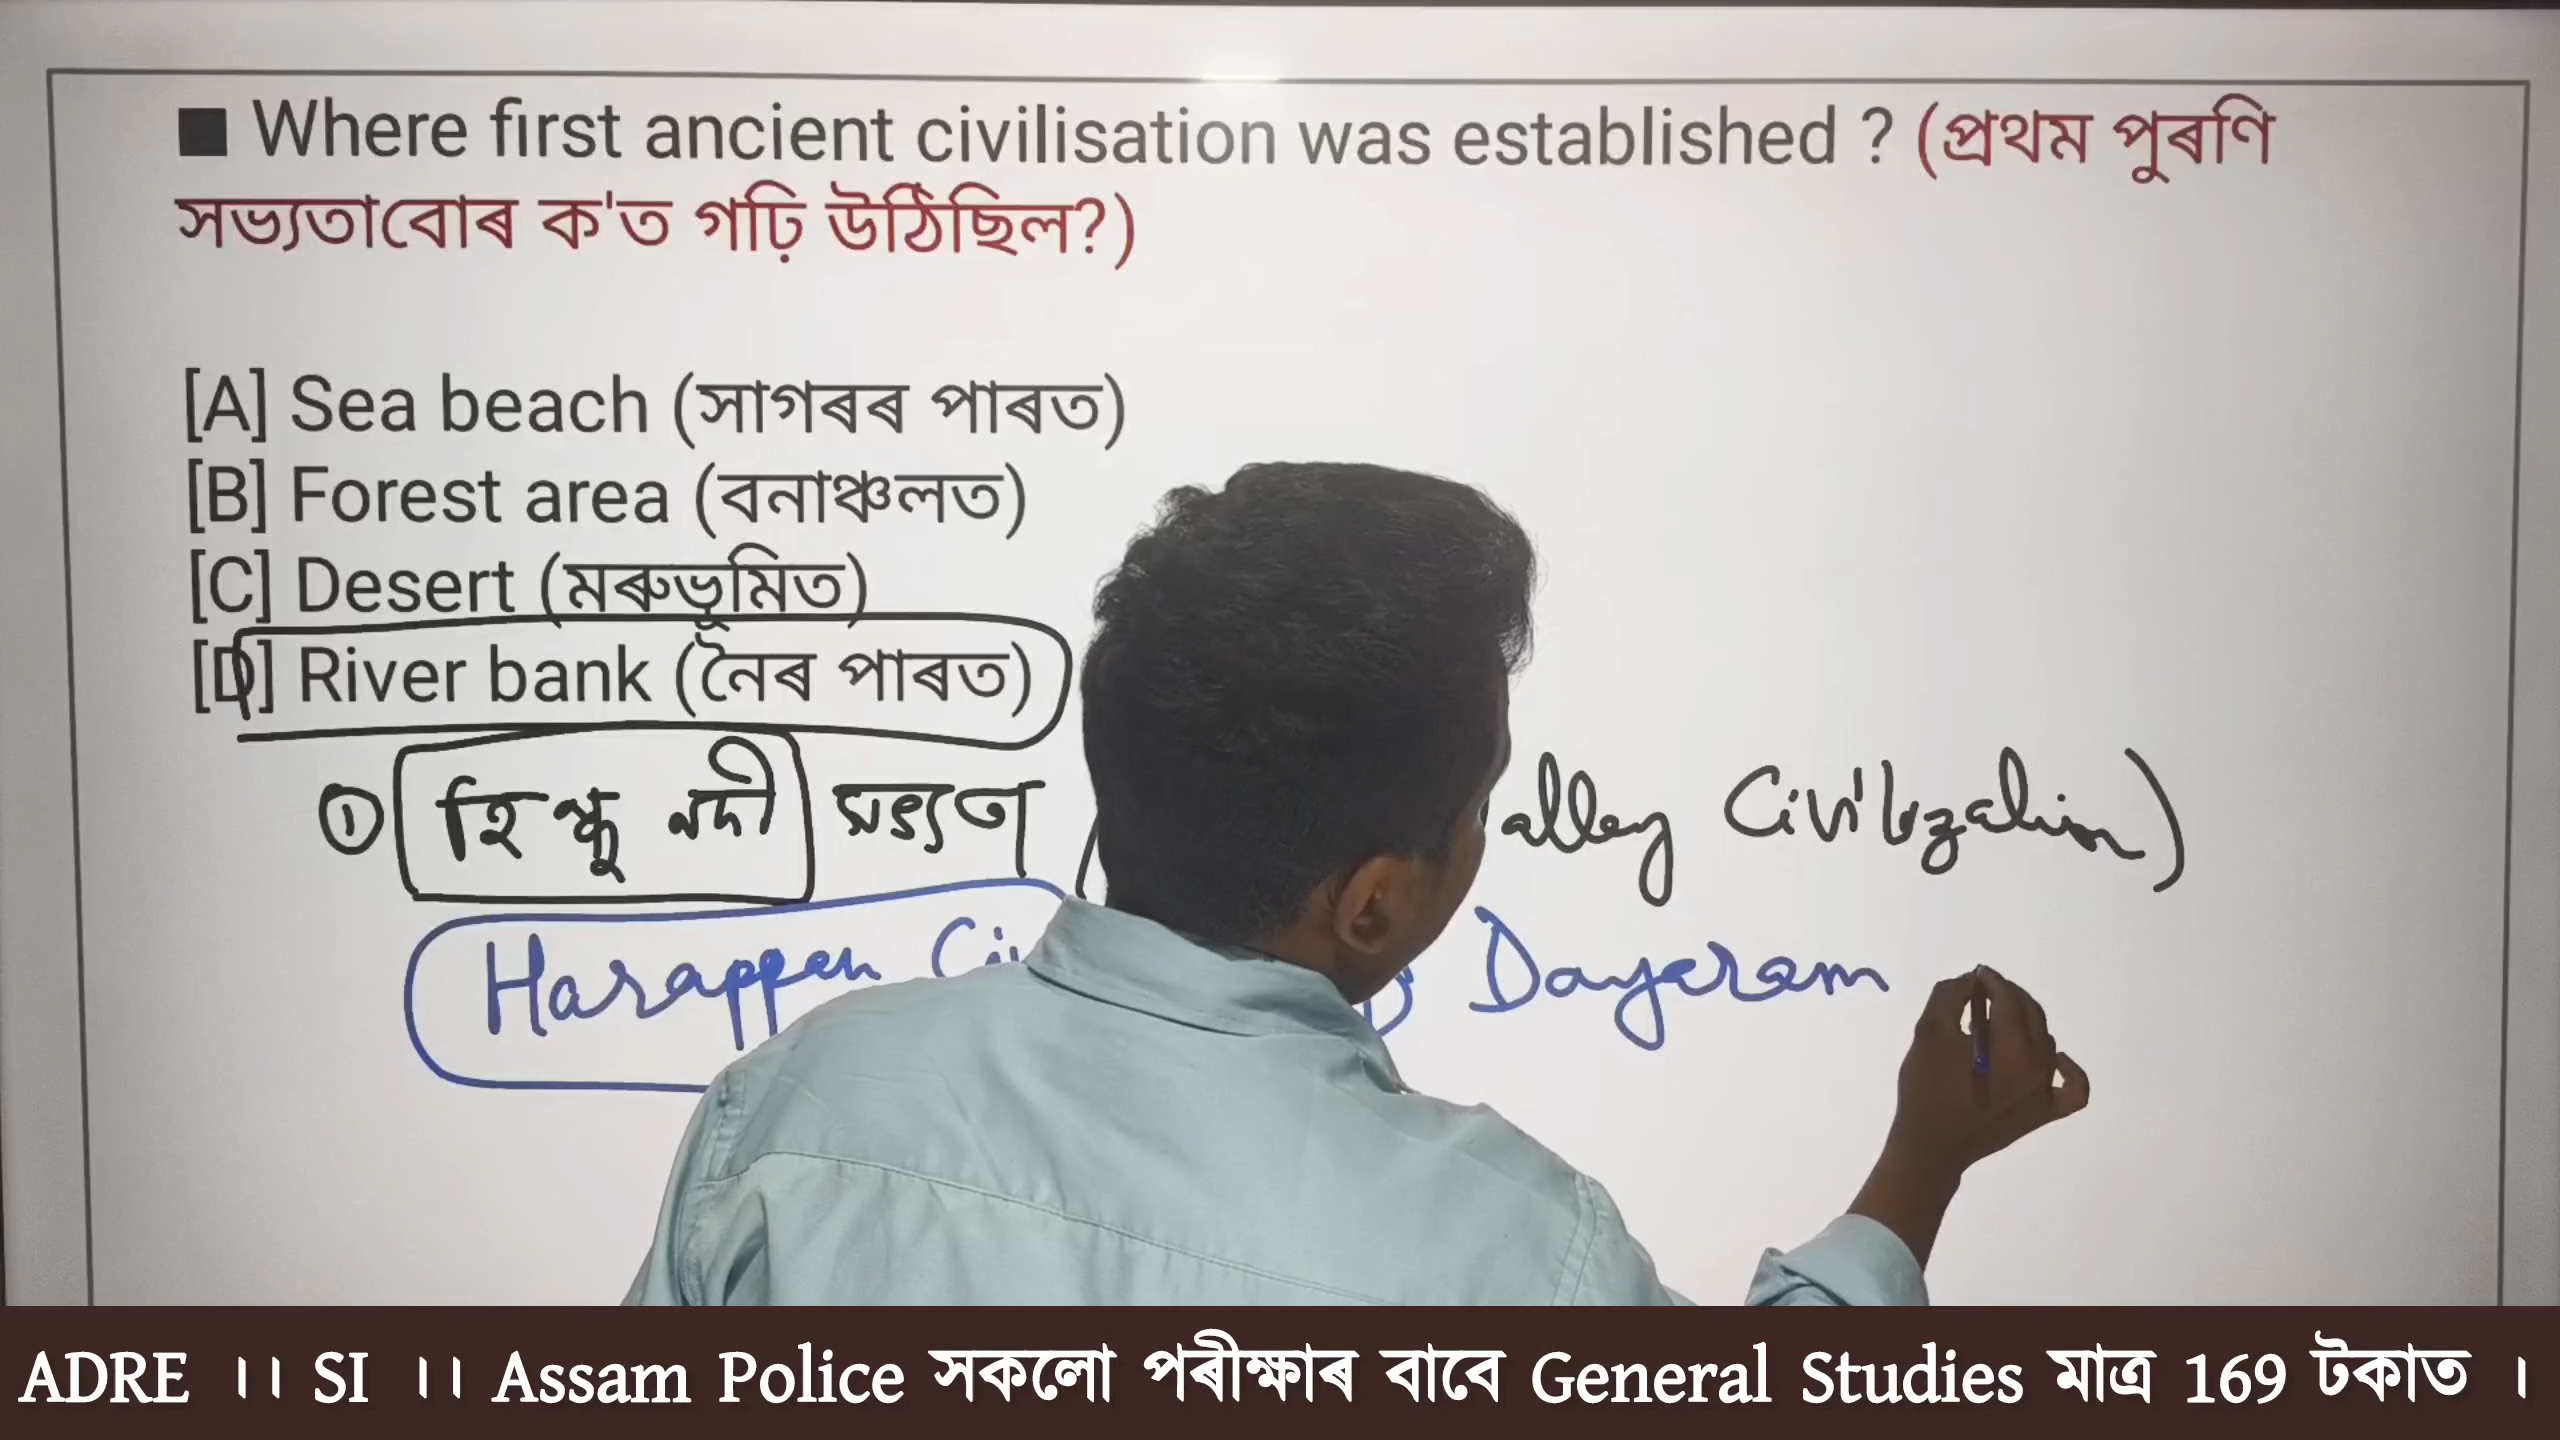 ■ Where first ancient civilisation was established ? (প্ৰথম পুৰণি
সভ্যতাবোৰ ক'ত গঢ়ি উঠিছিল?)
[A] Sea beach (সাগৰৰ পাৰত)
[B] Forest area (বনাঞ্চলত)
[C] Desert (মৰুভূমিত)
[D] River bank (নৈৰ পাৰত)
① সিন্ধু নদী সভ্যতা alley Civilization)
Harappan Ci Dayaram
ADRE ।। SI ।। Assam Police সকলো পৰীক্ষাৰ বাবে General Studies মাত্ৰ 169 টকাত ।